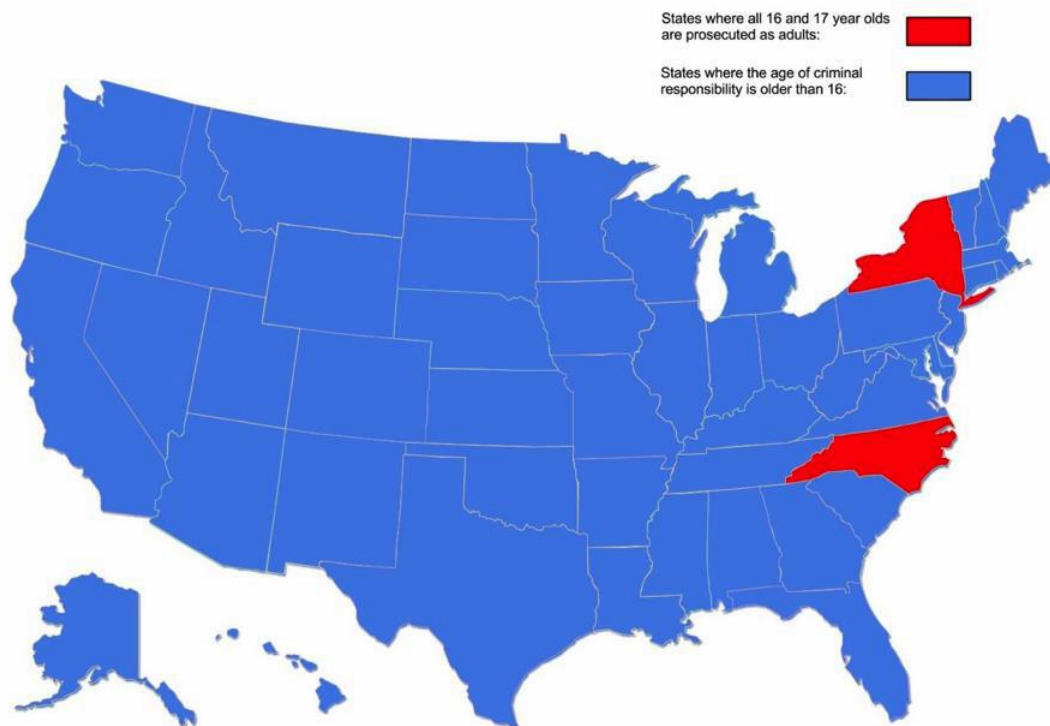 States where all 16 and 17 year olds
are prosecuted as adults:
States where the age of criminal
responsibility is older than 16: